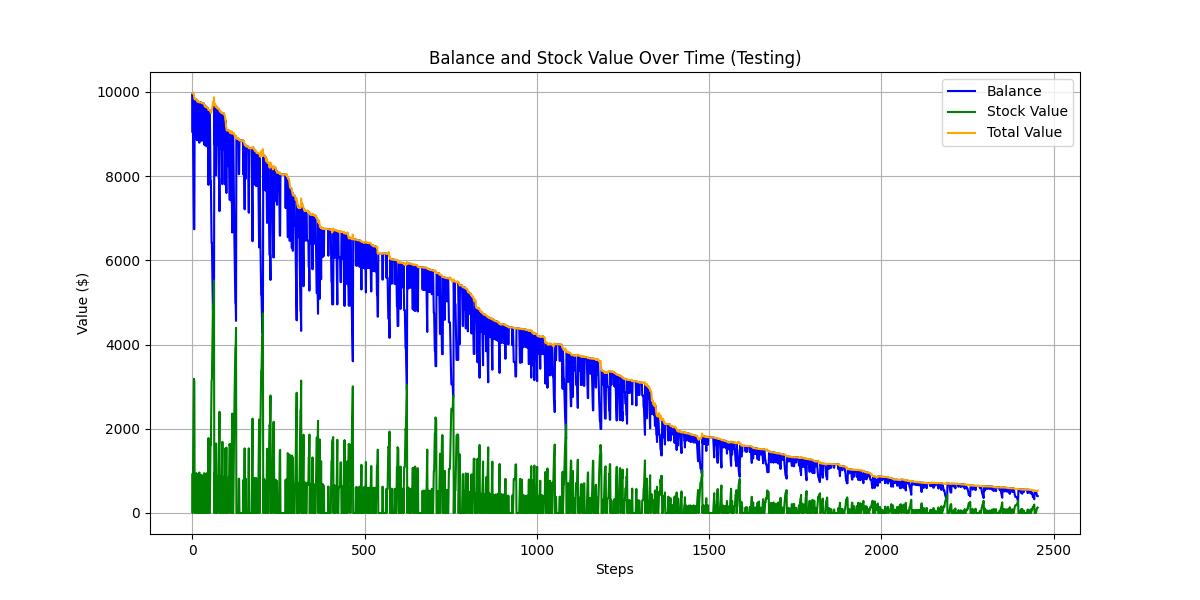 Balance and Stock Value Over Time (Testing)
Balance
Stock Value
Total Value
Value ($)
10000
8000
6000
4000
2000
0
0
500
1000
1500
2000
2500
Steps